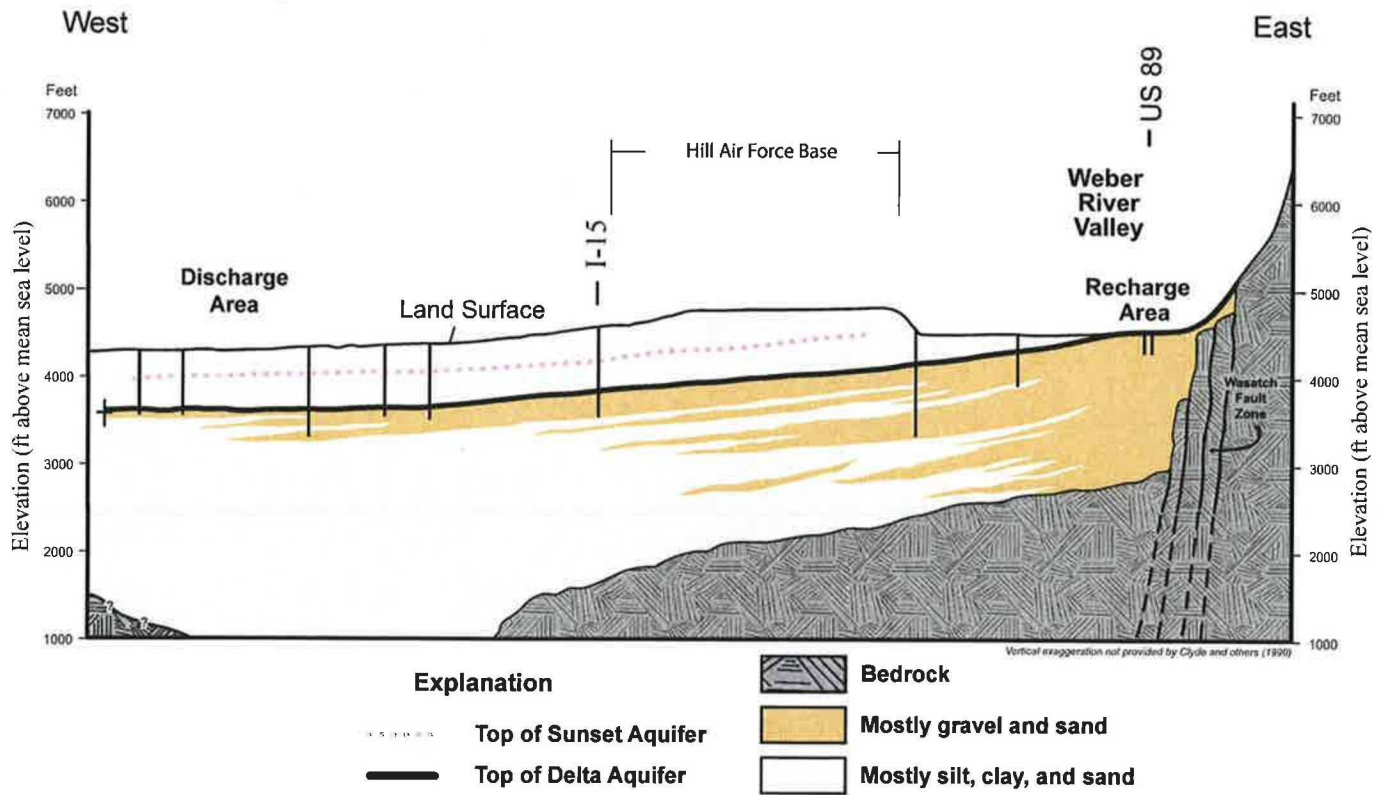 West
East
Feet
Feet
7000
6000
5000
4000
3000
2000
1000
7000
6000
5000
4000
3000
2000
1000
Elevation (ft above mean sea level)
Elevation (ft above mean sea level)
US 89
Hill Air Force Base
Weber
River
Valley
I-15
Discharge
Area
Land Surface
Recharge
Area
Wasatch
Fault
Zone
?
?
Vertical exaggeration not provided by Clyde and others (1990)
Explanation
Top of Sunset Aquifer
Top of Delta Aquifer
Bedrock
Mostly gravel and sand
Mostly silt, clay, and sand